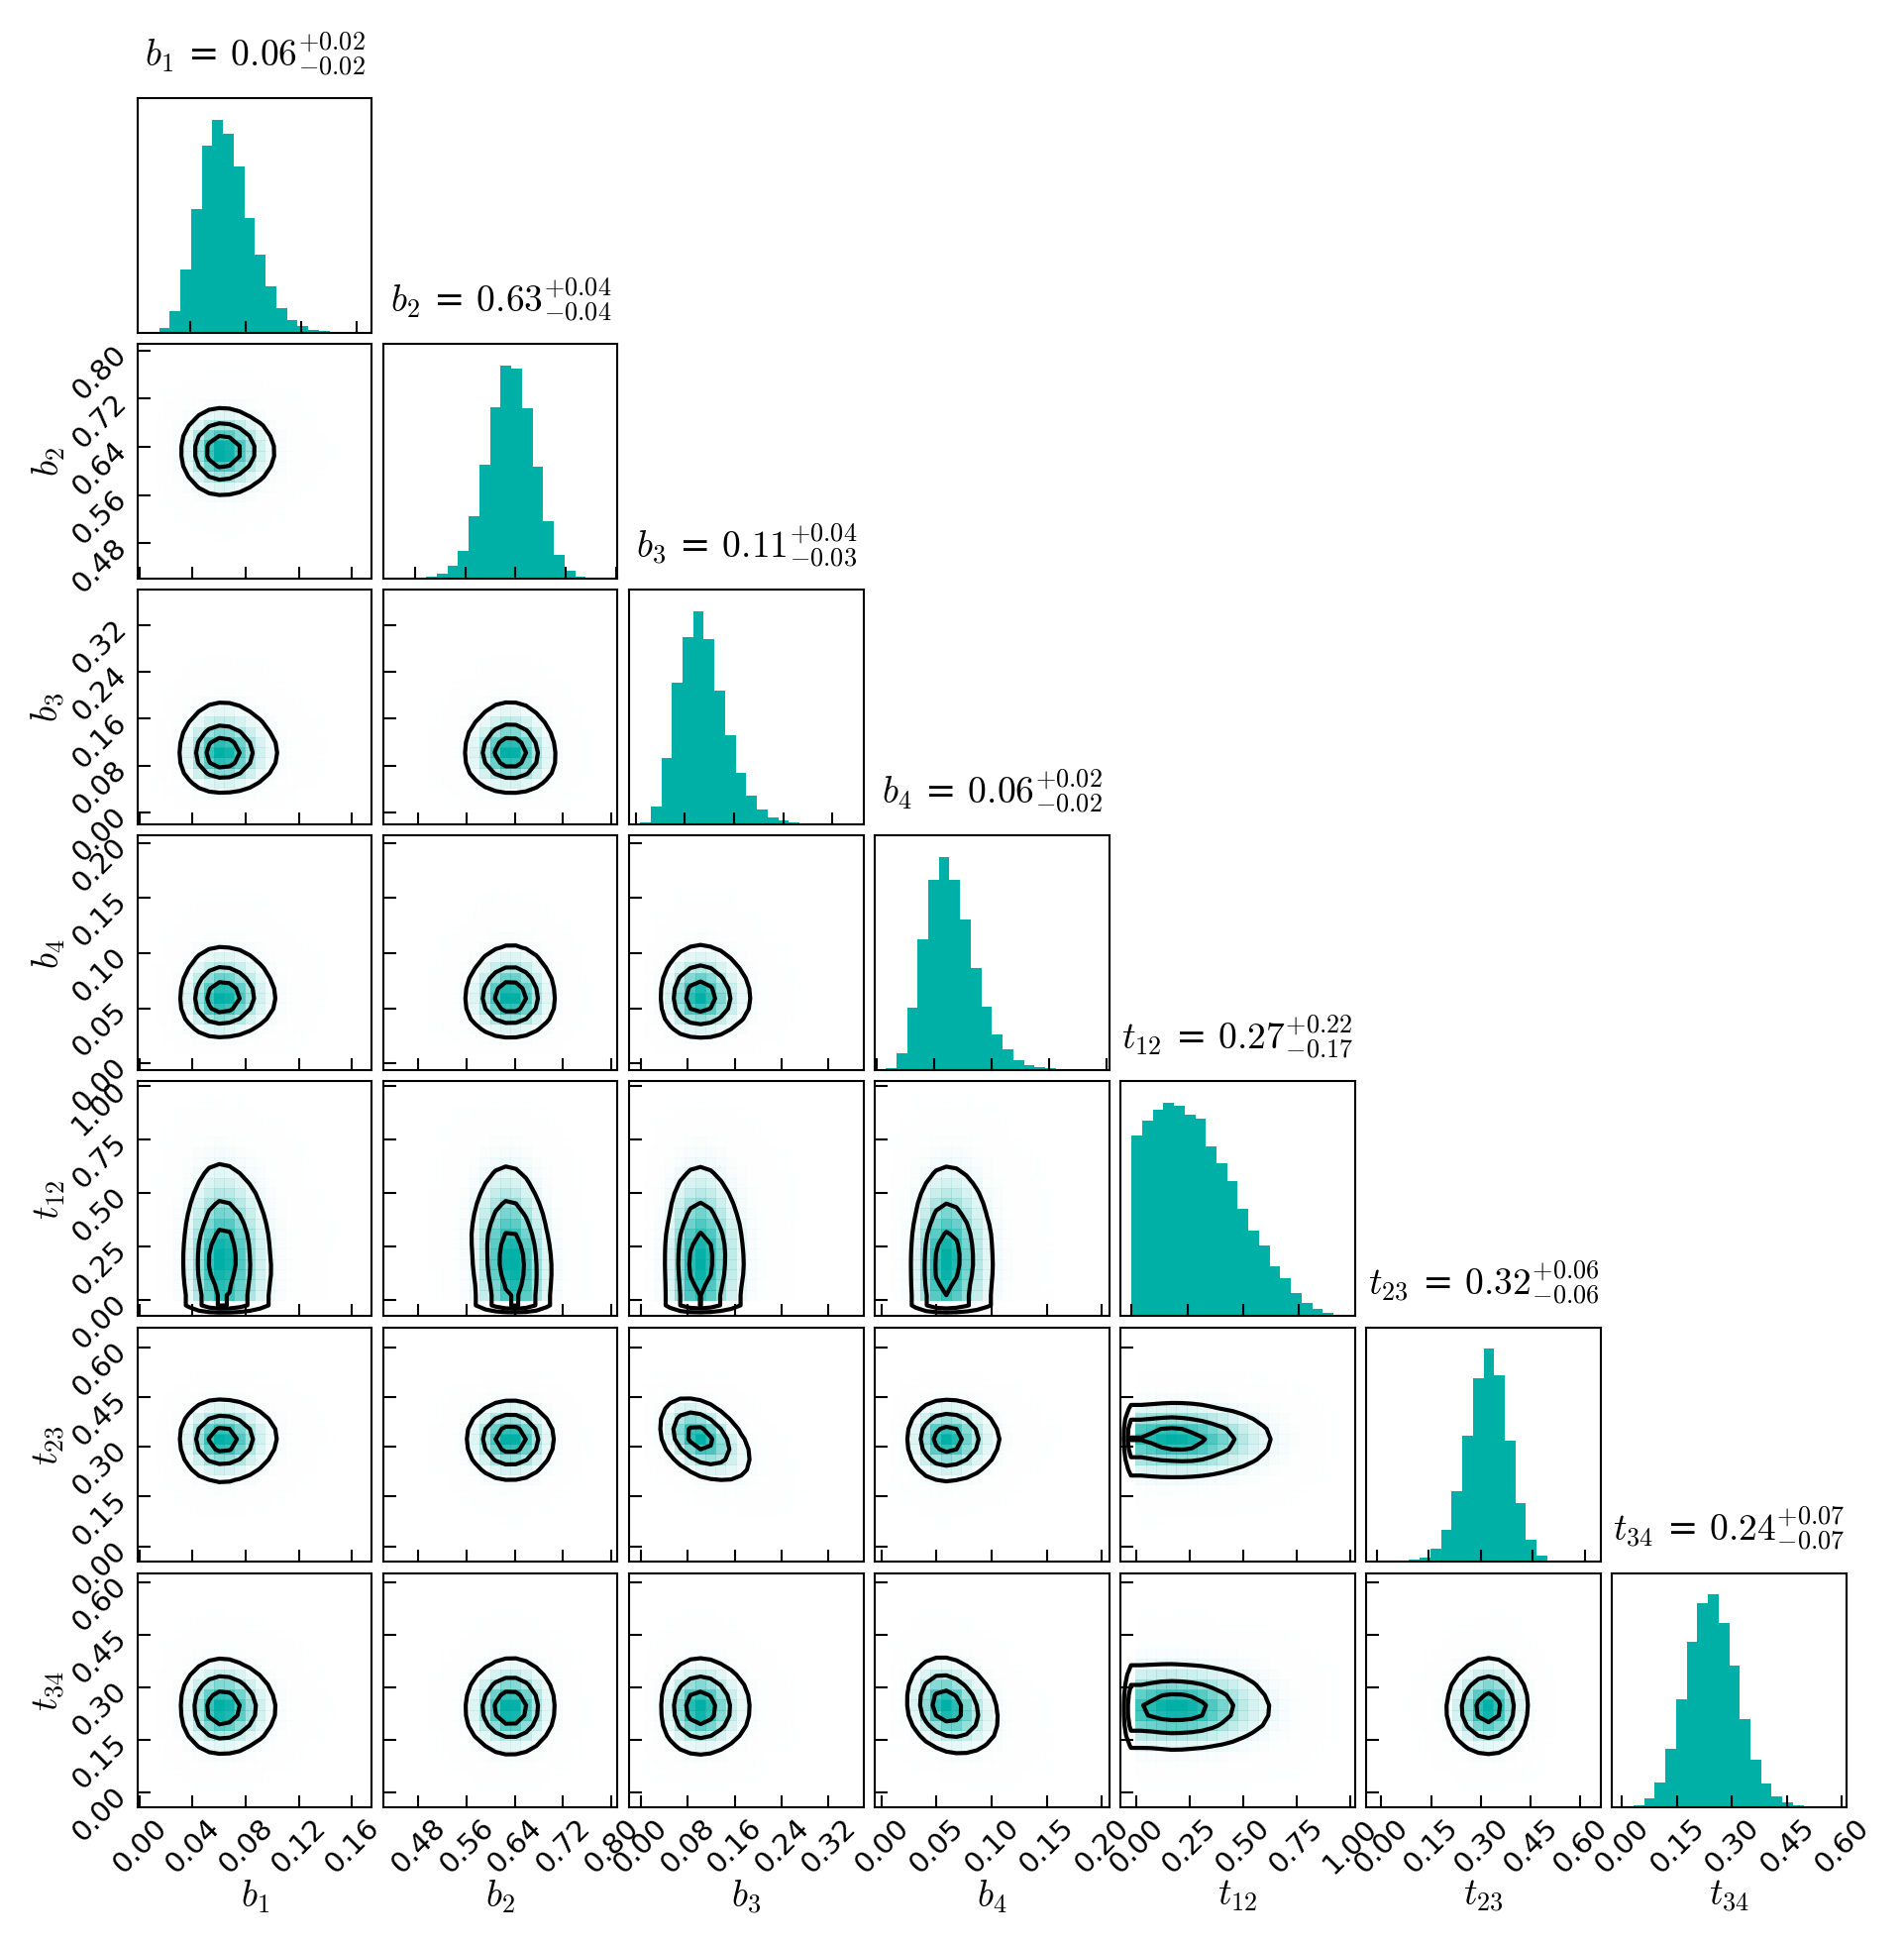 b₁ = 0.06 +0.02 −0.02
b₂ = 0.63 +0.04 −0.04
b₂
0.80
0.72
0.64
0.56
0.48
b₃ = 0.11 +0.04 −0.03
b₃
0.32
0.24
0.16
0.08
0.00
b₄ = 0.06 +0.02 −0.02
b₄
0.20
0.15
0.10
0.05
0.00
t₁₂ = 0.27 +0.22 −0.17
t₁₂
1.00
0.75
0.50
0.25
0.00
t₂₃ = 0.32 +0.06 −0.06
t₂₃
0.60
0.45
0.30
0.15
0.00
t₃₄ = 0.24 +0.07 −0.07
t₃₄
0.60
0.45
0.30
0.15
0.00
0.00 0.04 0.08 0.12 0.16
b₁
0.48 0.56 0.64 0.72 0.80
b₂
0.00 0.08 0.16 0.24 0.32
b₃
0.00 0.05 0.10 0.15 0.20
b₄
0.00 0.25 0.50 0.75 1.00
t₁₂
0.00 0.15 0.30 0.45 0.60
t₂₃
0.00 0.15 0.30 0.45 0.60
t₃₄